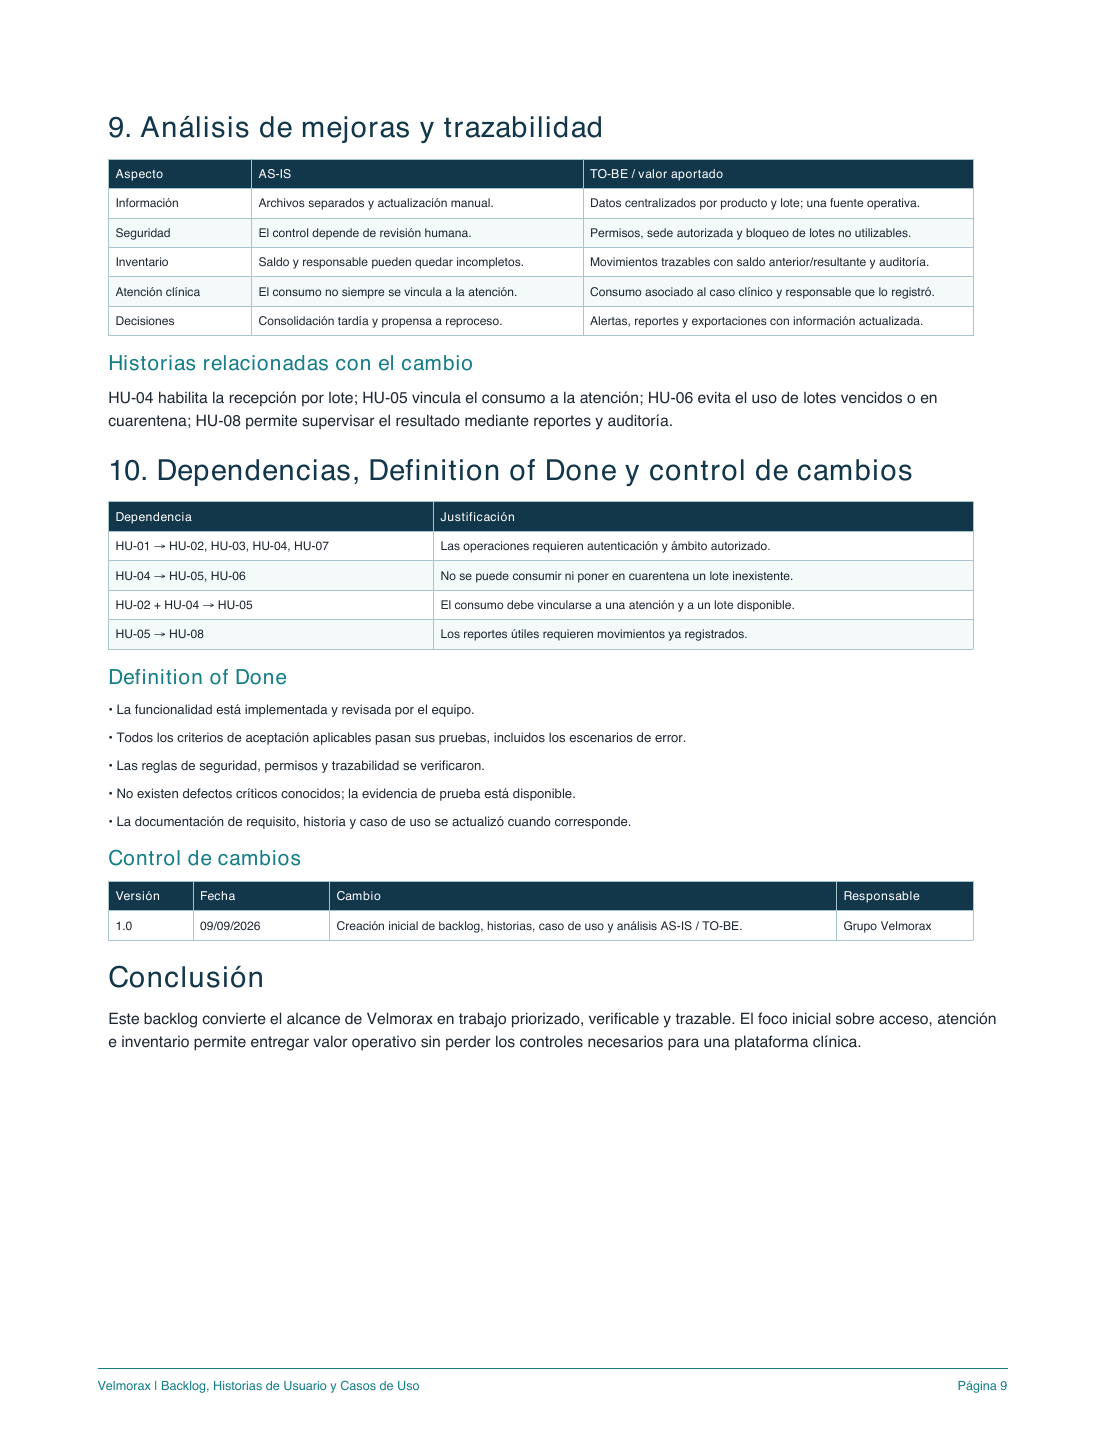 9. Análisis de mejoras y trazabilidad
Aspecto AS-IS TO-BE / valor aportado
Información Archivos separados y actualización manual. Datos centralizados por producto y lote; una fuente operativa.
Seguridad El control depende de revisión humana. Permisos, sede autorizada y bloqueo de lotes no utilizables.
Inventario Saldo y responsable pueden quedar incompletos. Movimientos trazables con saldo anterior/resultante y auditoría.
Atención clínica El consumo no siempre se vincula a la atención. Consumo asociado al caso clínico y responsable que lo registró.
Decisiones Consolidación tardía y propensa a reproceso. Alertas, reportes y exportaciones con información actualizada.
Historias relacionadas con el cambio
HU-04 habilita la recepción por lote; HU-05 vincula el consumo a la atención; HU-06 evita el uso de lotes vencidos o en
cuarentena; HU-08 permite supervisar el resultado mediante reportes y auditoría.
10. Dependencias, Definition of Done y control de cambios
Dependencia Justificación
HU-01 → HU-02, HU-03, HU-04, HU-07 Las operaciones requieren autenticación y ámbito autorizado.
HU-04 → HU-05, HU-06 No se puede consumir ni poner en cuarentena un lote inexistente.
HU-02 + HU-04 → HU-05 El consumo debe vincularse a una atención y a un lote disponible.
HU-05 → HU-08 Los reportes útiles requieren movimientos ya registrados.
Definition of Done
• La funcionalidad está implementada y revisada por el equipo.
• Todos los criterios de aceptación aplicables pasan sus pruebas, incluidos los escenarios de error.
• Las reglas de seguridad, permisos y trazabilidad se verificaron.
• No existen defectos críticos conocidos; la evidencia de prueba está disponible.
• La documentación de requisito, historia y caso de uso se actualizó cuando corresponde.
Control de cambios
Versión Fecha Cambio Responsable
1.0 09/09/2026 Creación inicial de backlog, historias, caso de uso y análisis AS-IS / TO-BE. Grupo Velmorax
Conclusión
Este backlog convierte el alcance de Velmorax en trabajo priorizado, verificable y trazable. El foco inicial sobre acceso, atención
e inventario permite entregar valor operativo sin perder los controles necesarios para una plataforma clínica.
Velmorax | Backlog, Historias de Usuario y Casos de Uso Página 9